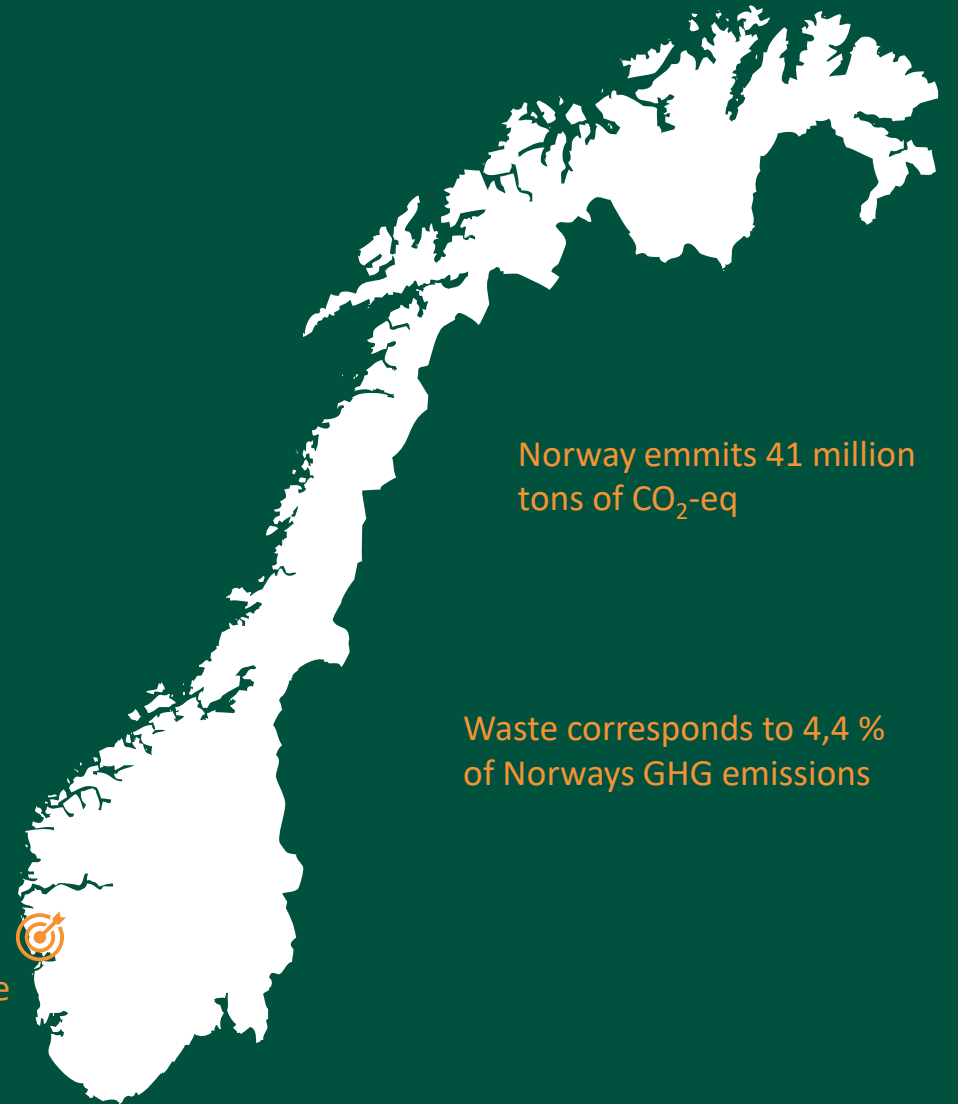 Norway emmits 41 million
tons of CO₂-eq
Waste corresponds to 4,4 %
of Norways GHG emissions